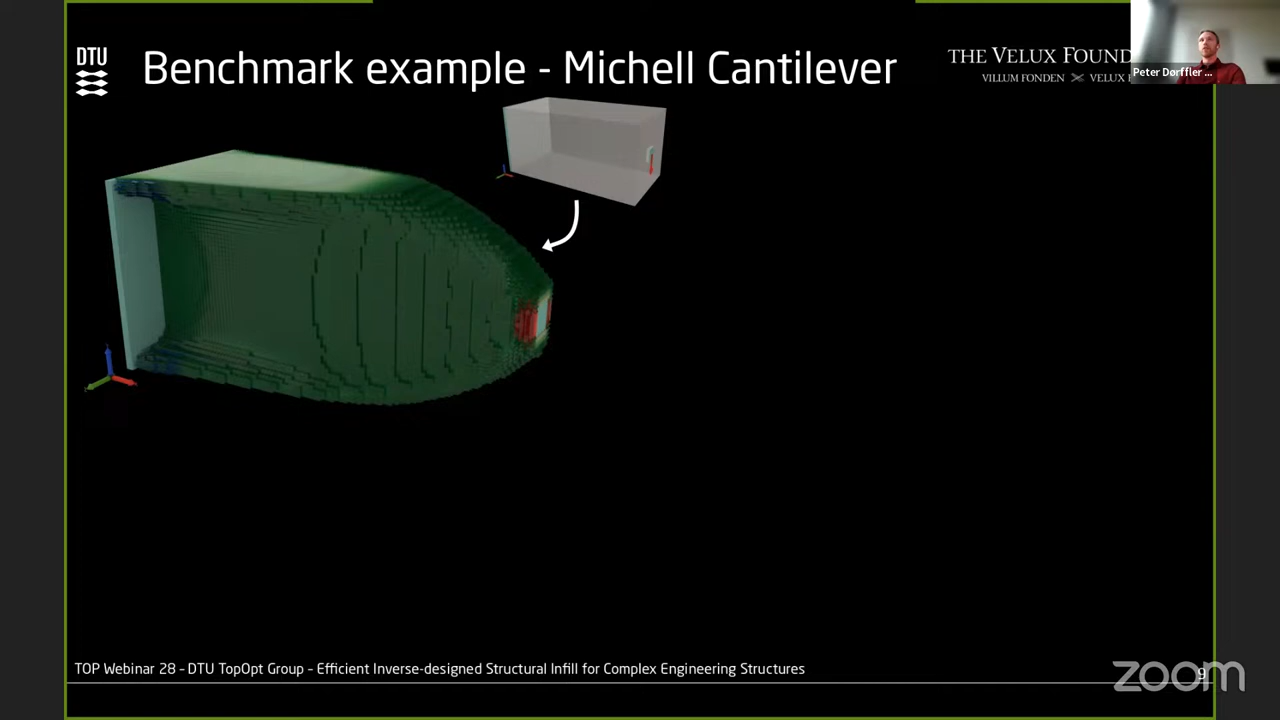 DTU
Benchmark example - Michell Cantilever
THE VELUX FOUND
VILLUM FONDEN VELUX
Peter Dørffler ...
TOP Webinar 28 – DTU TopOpt Group – Efficient Inverse-designed Structural Infill for Complex Engineering Structures
9
zoom